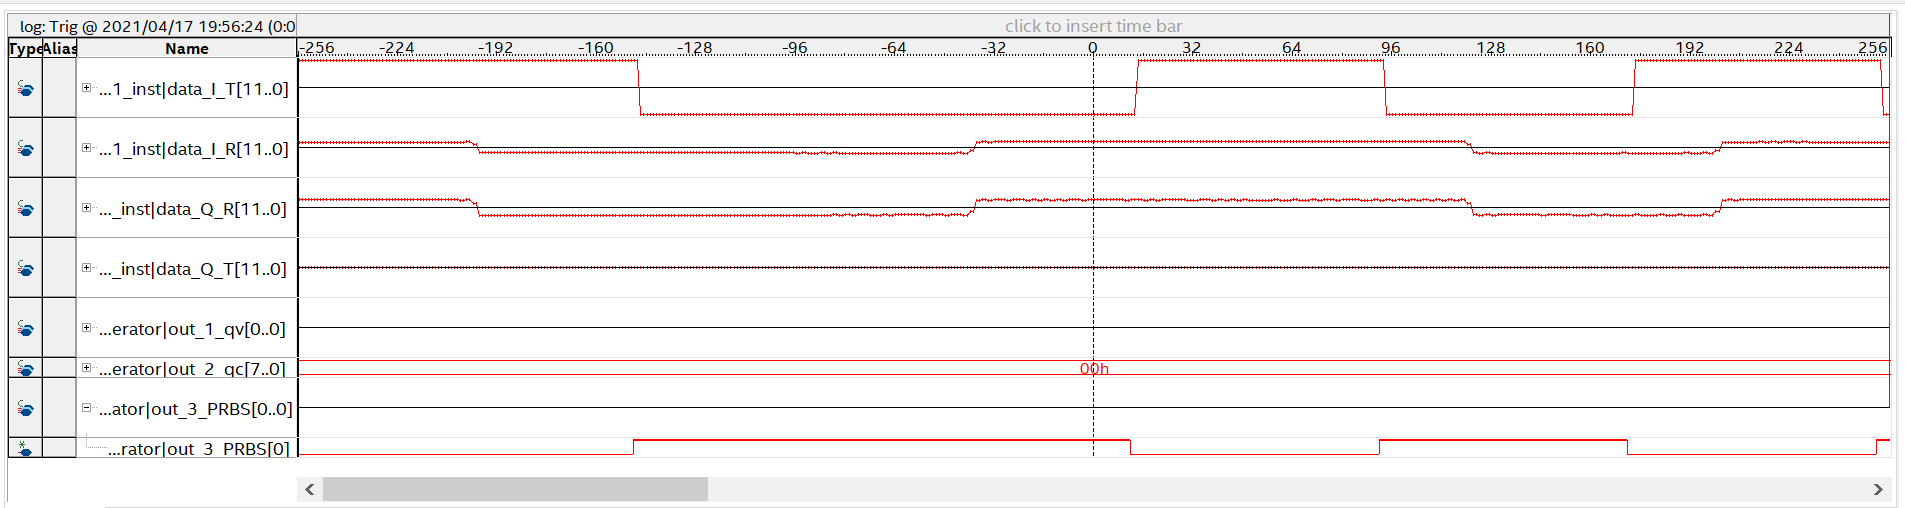 log: Trig @ 2021/04/17 19:56:24 (0:0 click to insert time bar
Type Alias Name -256 -224 -192 -160 -128 -96 -64 -32 0 32 64 96 128 160 192 224 256
...1_inst|data_I_T[11..0]
...1_inst|data_I_R[11..0]
..._inst|data_Q_R[11..0]
..._inst|data_Q_T[11..0]
...erator|out_1_qv[0..0]
...erator|out_2_qc[7..0] 00h
...ator|out_3_PRBS[0..0]
...rator|out_3_PRBS[0]